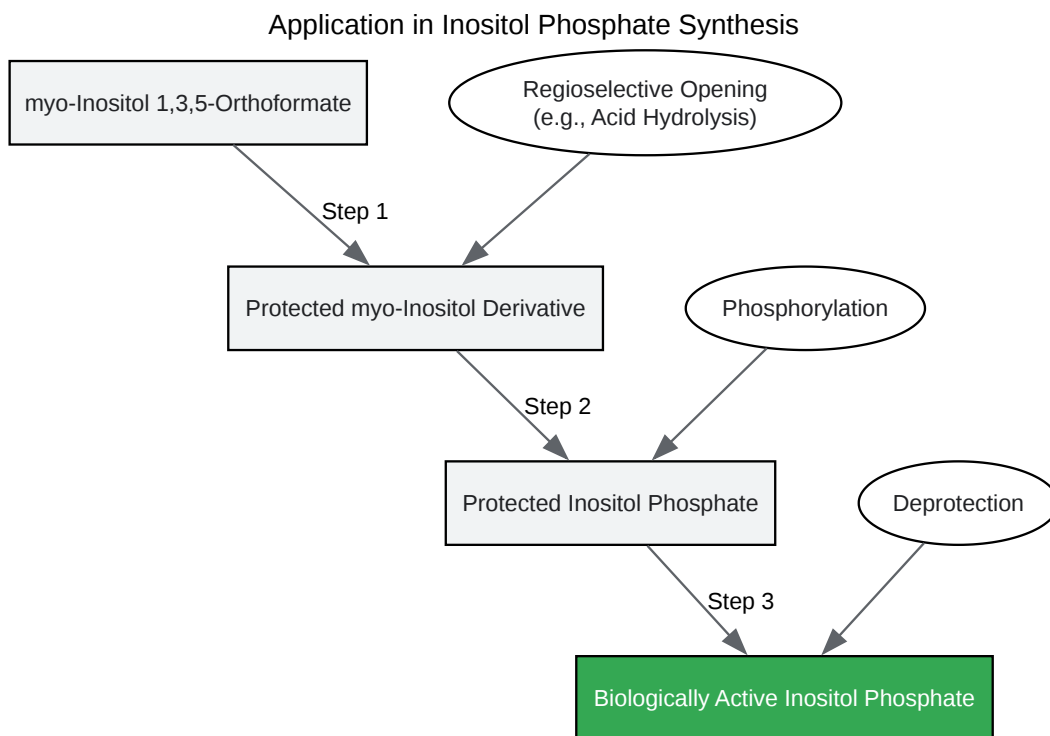 Application in Inositol Phosphate Synthesis
myo-Inositol 1,3,5-Orthoformate
Regioselective Opening
(e.g., Acid Hydrolysis)
Step 1
Protected myo-Inositol Derivative
Phosphorylation
Step 2
Protected Inositol Phosphate
Deprotection
Step 3
Biologically Active Inositol Phosphate